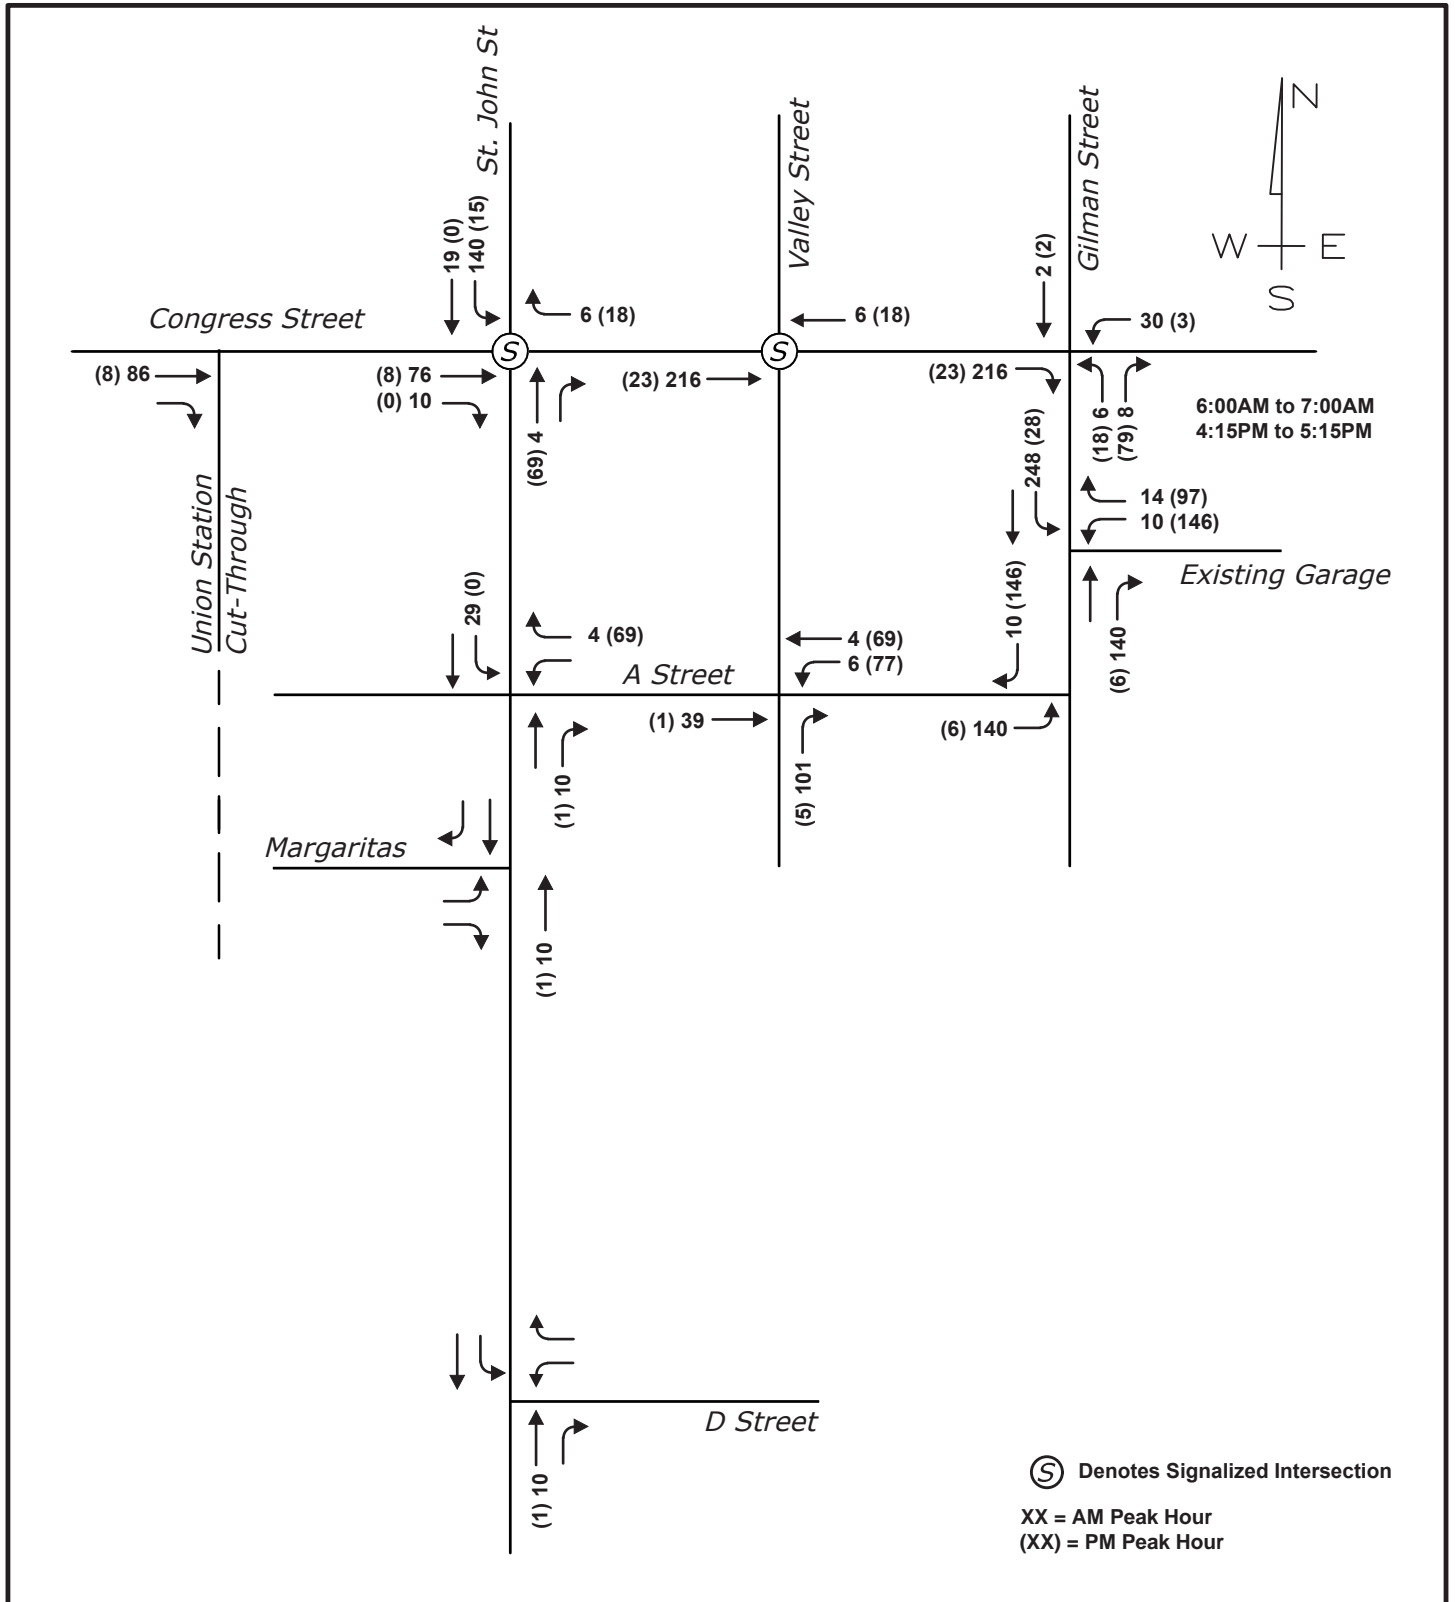 St. John St
Valley Street
Gilman Street
N
W E
S
19 (0)
140 (15)
2 (2)
Congress Street
6 (18)
6 (18)
30 (3)
S
S
(8) 86
(8) 76
(0) 10
(23) 216
(23) 216
(69) 4
248 (28)
(18) 6
(79) 8
6:00AM to 7:00AM
4:15PM to 5:15PM
Union Station
Cut-Through
14 (97)
10 (146)
Existing Garage
29 (0)
4 (69)
4 (69)
6 (77)
10 (146)
(6) 140
A Street
(1) 39
(6) 140
(1) 10
(5) 101
Margaritas
(1) 10
D Street
(1) 10
S Denotes Signalized Intersection
XX = AM Peak Hour
(XX) = PM Peak Hour